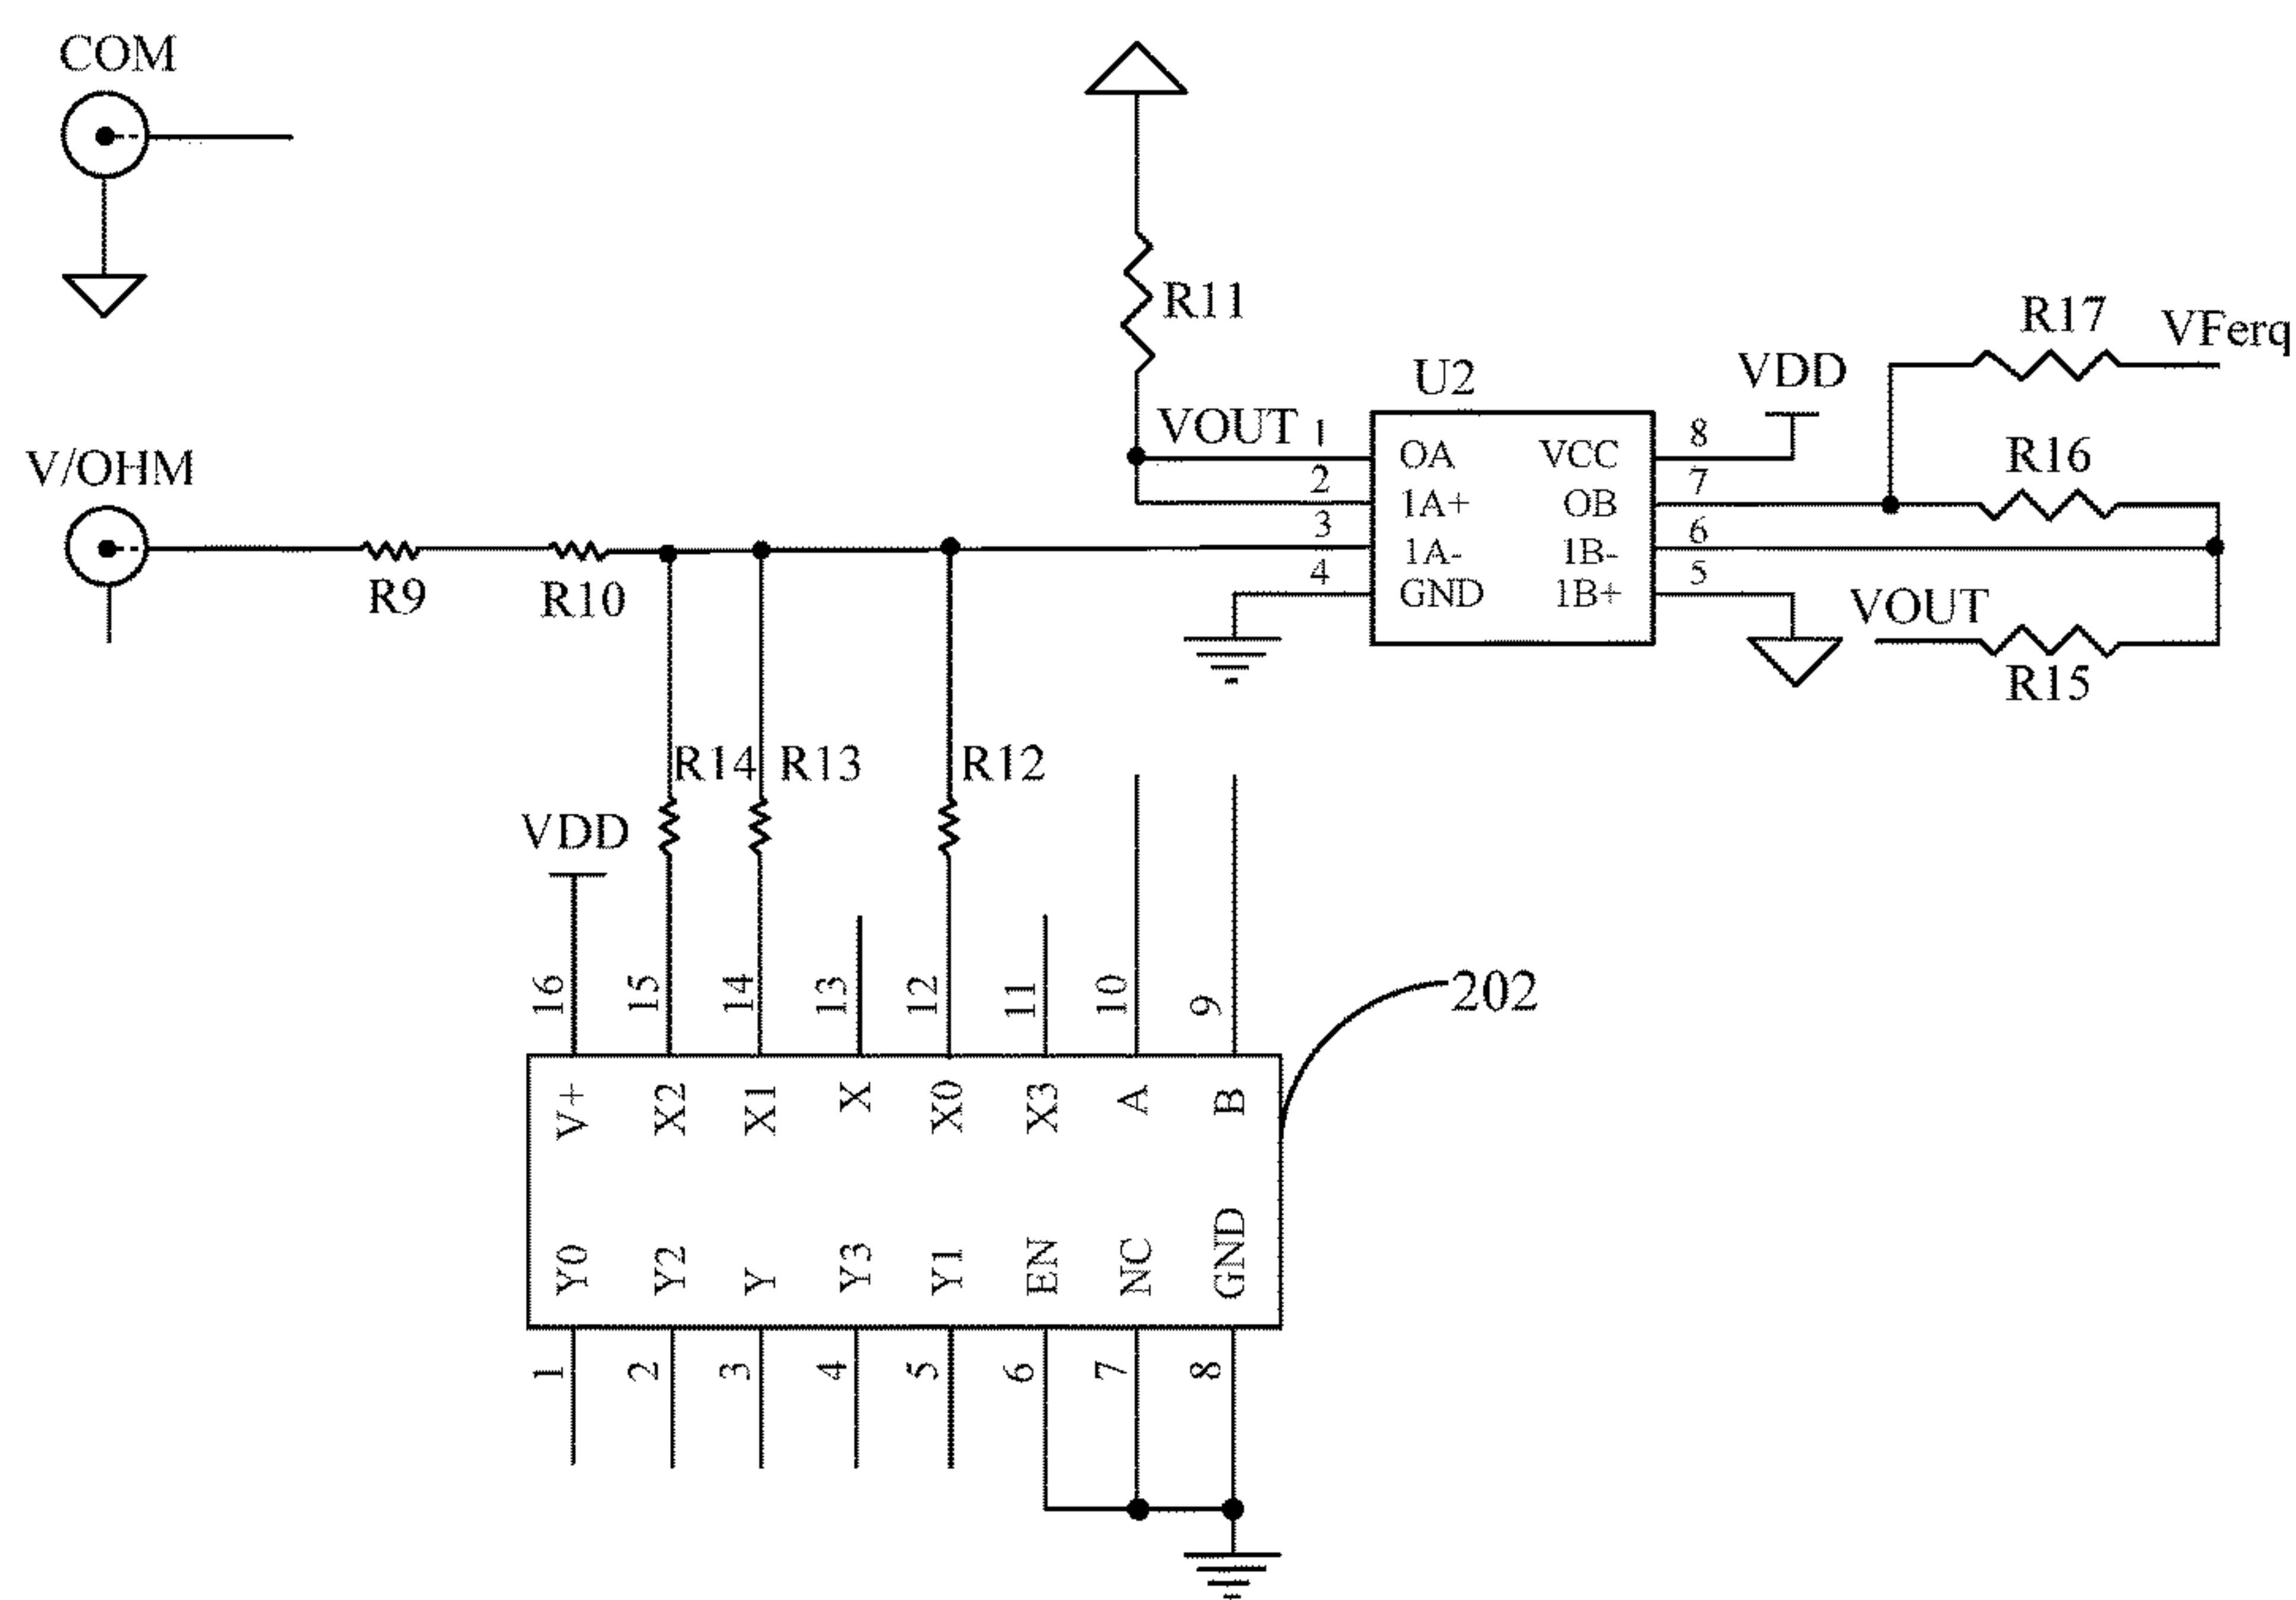 COM
R11
R17
VFerq
U2
VDD
VOUT
1
OA
VCC
8
R16
V/OHM
2
1A+
OB
7
3
1A-
1B-
6
4
GND
1B+
5
VOUT
R9
R10
R15
R14
R13
R12
VDD
16
15
14
13
12
11
10
9
202
V+
X2
X1
X
X0
X3
A
B
Y0
Y2
Y
Y3
Y1
EN
NC
GND
1
2
3
4
5
6
7
8